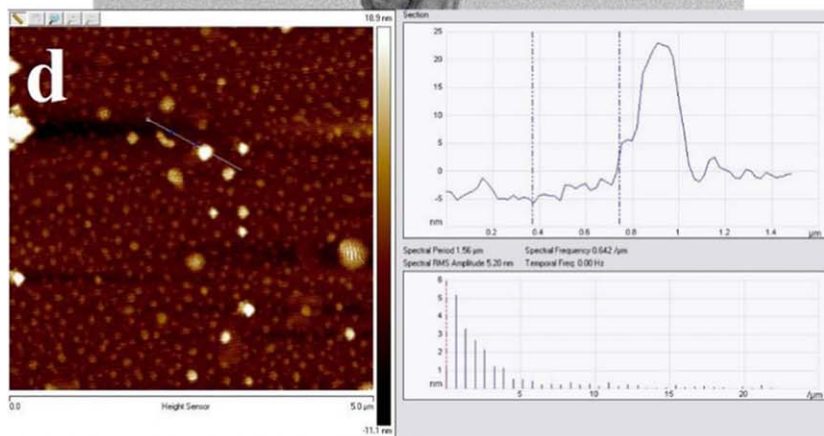 18.9 nm
d
0.0
Height Sensor
5.0 µm
-11.1 nm
Section
25
20
15
10
5
0
-5
nm
0.2
0.4
0.6
0.8
1
1.2
1.4
µm
Spectral Period 1.56 µm Spectral Frequency 0.642 /µm
Spectral RMS Amplitude 5.20 nm Temporal Freq. 0.00 Hz
6
5
4
3
2
1
nm
5
10
15
20
/µm